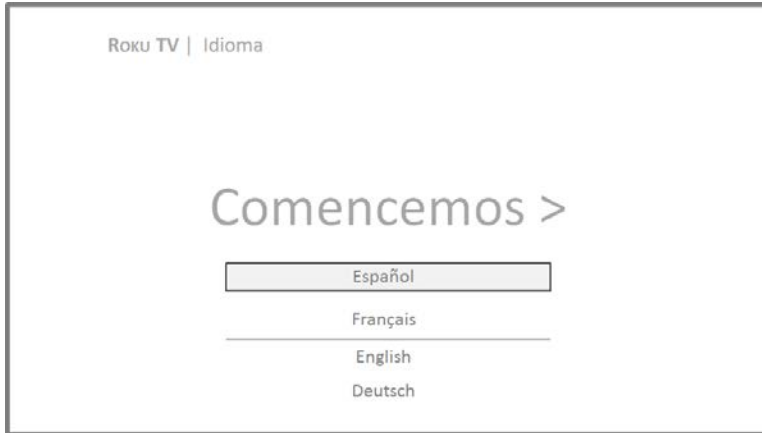 Roku TV | Idioma
Comencemos >
Español
Français
English
Deutsch